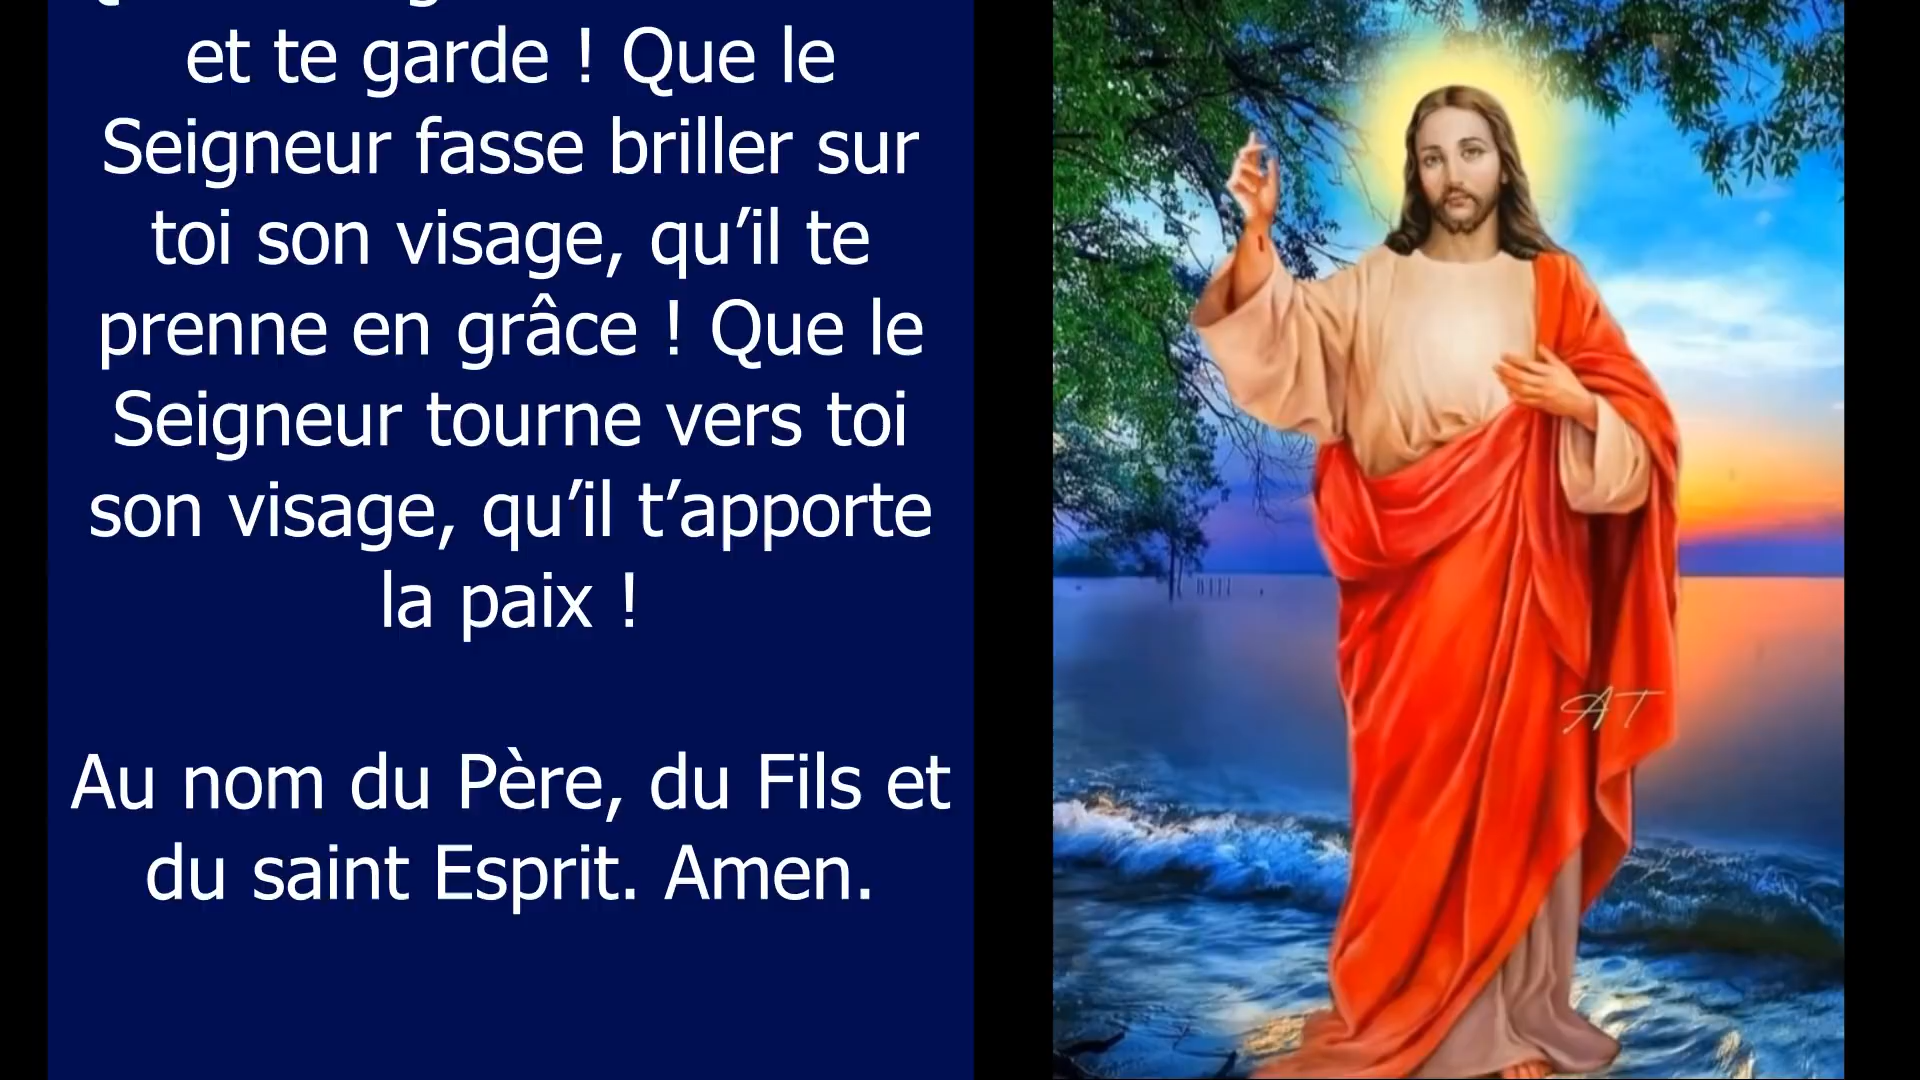 et te garde ! Que le
Seigneur fasse briller sur
toi son visage, qu’il te
prenne en grâce ! Que le
Seigneur tourne vers toi
son visage, qu’il t’apporte
la paix !
Au nom du Père, du Fils et
du saint Esprit. Amen.
AT